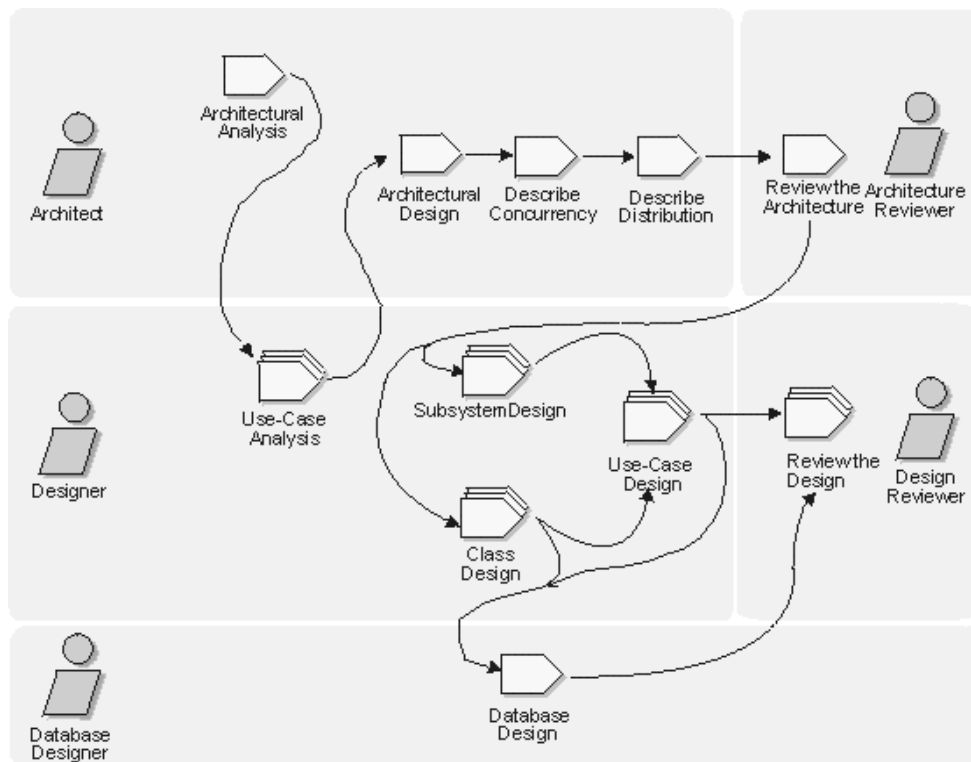 Architectural
Analysis
Architect
Architectural
Design
Describe
Concurrency
Describe
Distribution
Reviewthe
Architecture
Architecture
Reviewer
Designer
Use-Case
Analysis
SubsystemDesign
Use-Case
Design
Class
Design
Reviewthe
Design
Design
Reviewer
Database
Designer
Database
Design